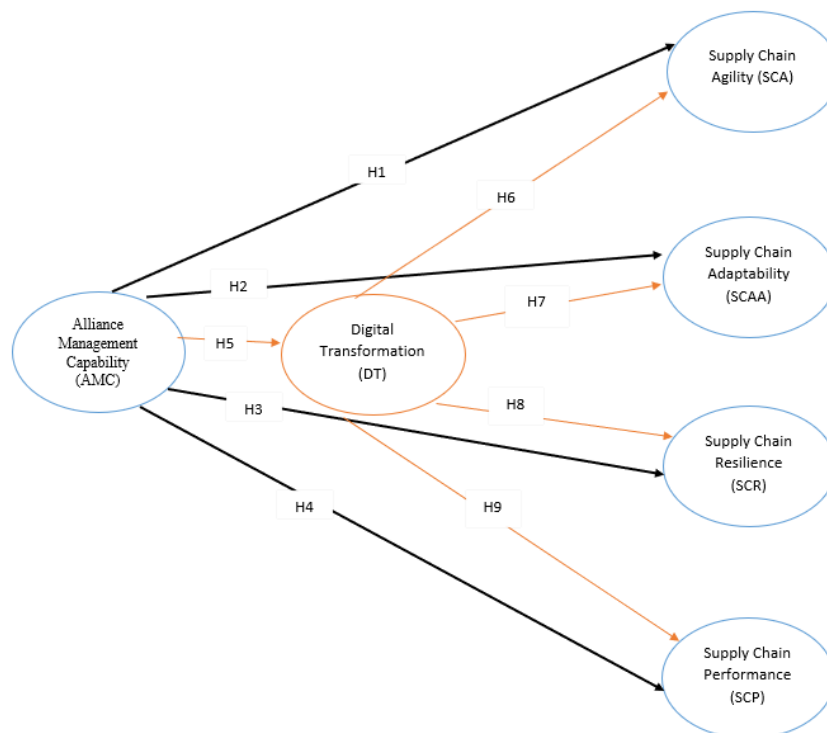 Supply Chain
Agility (SCA)
H1
H6
Supply Chain
Adaptability
(SCAA)
H2
H7
Alliance
Management
Capability
(AMC)
H5
Digital
Transformation
(DT)
H3
H8
Supply Chain
Resilience
(SCR)
H4
H9
Supply Chain
Performance
(SCP)